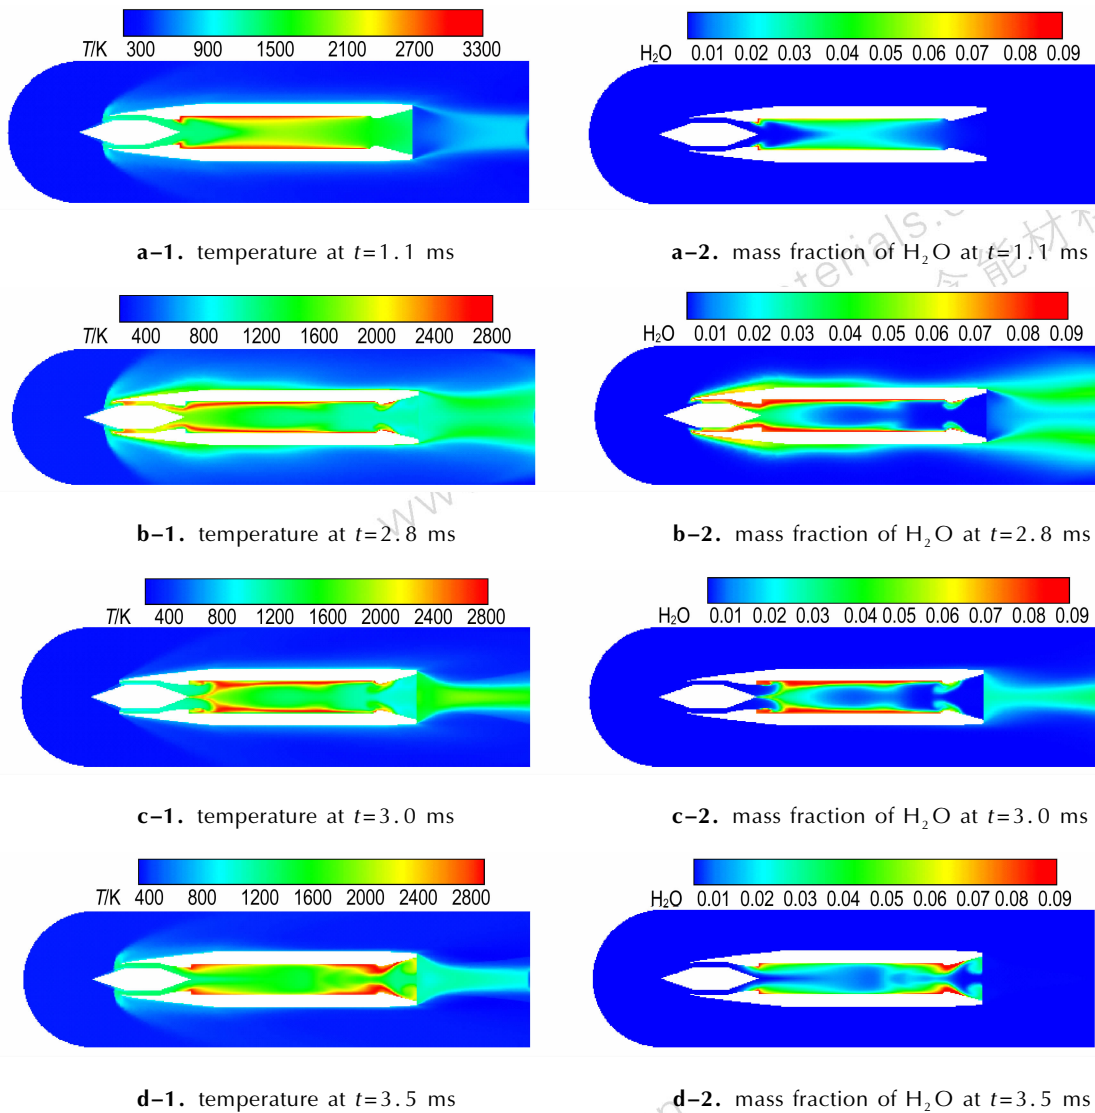 T/K 300 900 1500 2100 2700 3300
H₂O 0.01 0.02 0.03 0.04 0.05 0.06 0.07 0.08 0.09
a-1. temperature at t=1.1 ms
a-2. mass fraction of H₂O at t=1.1 ms
T/K 400 800 1200 1600 2000 2400 2800
H₂O 0.01 0.02 0.03 0.04 0.05 0.06 0.07 0.08 0.09
b-1. temperature at t=2.8 ms
b-2. mass fraction of H₂O at t=2.8 ms
T/K 400 800 1200 1600 2000 2400 2800
H₂O 0.01 0.02 0.03 0.04 0.05 0.06 0.07 0.08 0.09
c-1. temperature at t=3.0 ms
c-2. mass fraction of H₂O at t=3.0 ms
T/K 400 800 1200 1600 2000 2400 2800
H₂O 0.01 0.02 0.03 0.04 0.05 0.06 0.07 0.08 0.09
d-1. temperature at t=3.5 ms
d-2. mass fraction of H₂O at t=3.5 ms